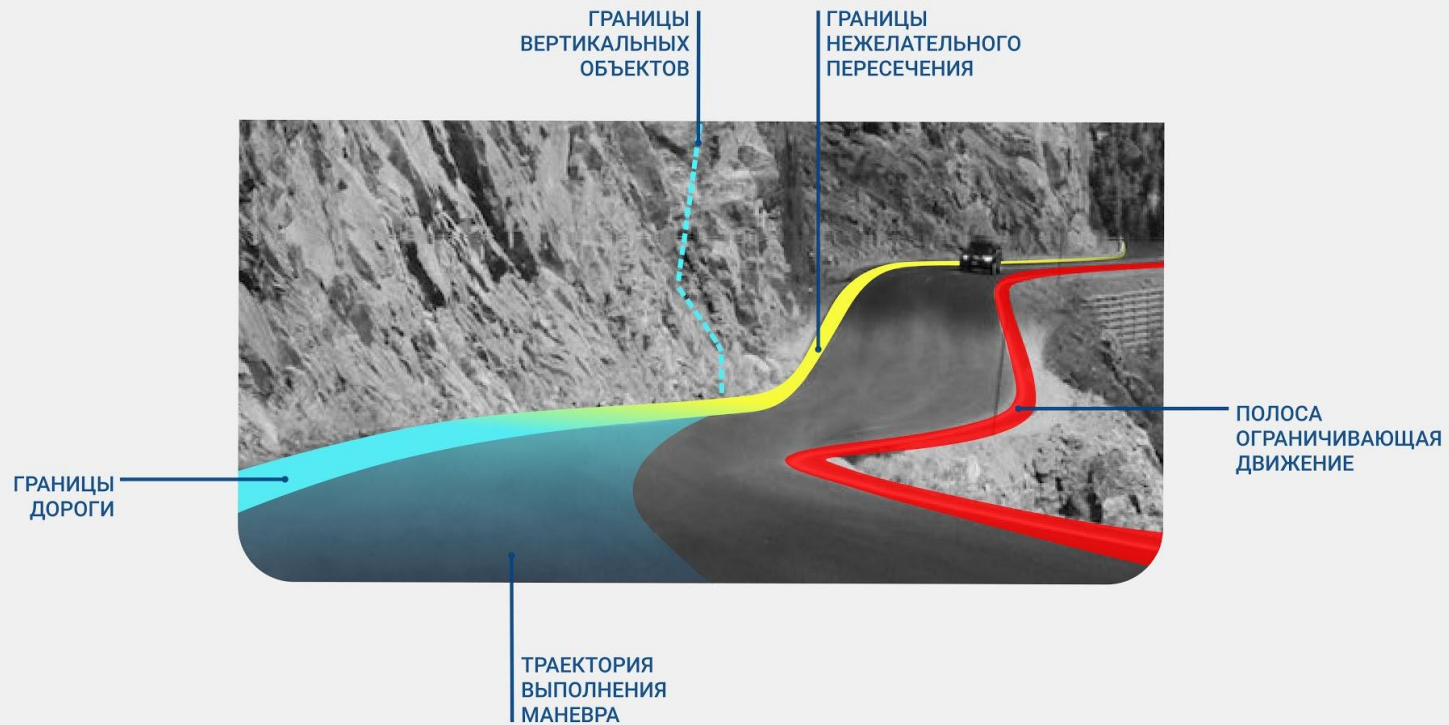 ГРАНИЦЫ
ВЕРТИКАЛЬНЫХ
ОБЪЕКТОВ
ГРАНИЦЫ
НЕЖЕЛАТЕЛЬНОГО
ПЕРЕСЕЧЕНИЯ
ПОЛОСА
ОГРАНИЧИВАЮЩАЯ
ДВИЖЕНИЕ
ГРАНИЦЫ
ДОРОГИ
ТРАЕКТОРИЯ
ВЫПОЛНЕНИЯ
МАНЕВРА